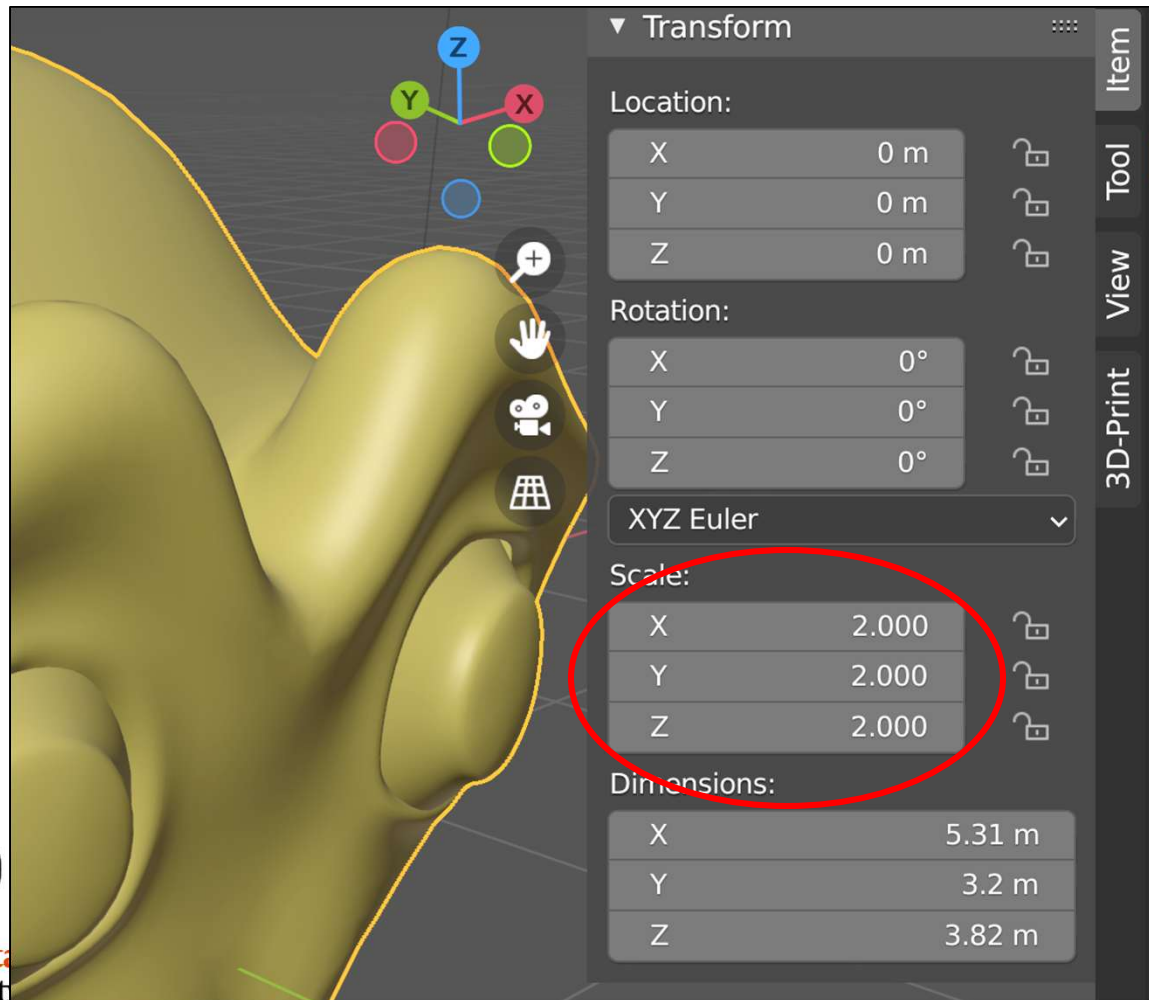 Transform
Item
Z
Y
X
Location:
X 0 m
Y 0 m
Z 0 m
Tool
View
Rotation:
X 0°
Y 0°
Z 0°
3D-Print
XYZ Euler
Scale:
X 2.000
Y 2.000
Z 2.000
Dimensions:
X 5.31 m
Y 3.2 m
Z 3.82 m